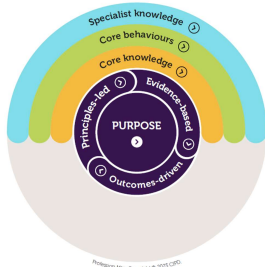 Specialist knowledge
Core behaviours
Core knowledge
Principles-led
Evidence-based
PURPOSE
Outcomes-driven